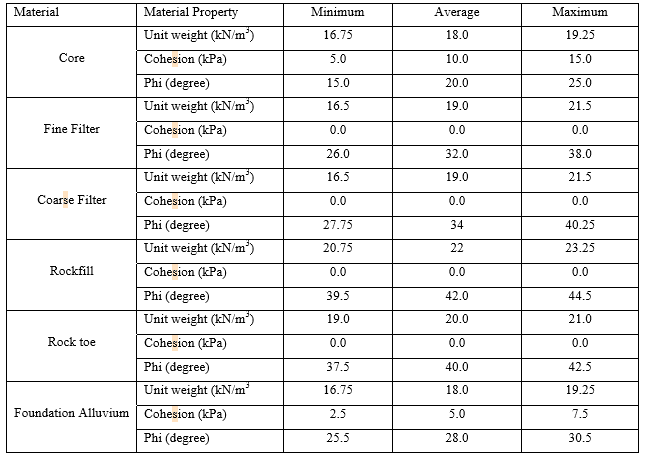 Material Material Property Minimum Average Maximum
Unit weight (kN/m³) 16.75 18.0 19.25
Core Cohesion (kPa) 5.0 10.0 15.0
Phi (degree) 15.0 20.0 25.0
Unit weight (kN/m³) 16.5 19.0 21.5
Fine Filter Cohesion (kPa) 0.0 0.0 0.0
Phi (degree) 26.0 32.0 38.0
Unit weight (kN/m³) 16.5 19.0 21.5
Coarse Filter Cohesion (kPa) 0.0 0.0 0.0
Phi (degree) 27.75 34 40.25
Unit weight (kN/m³) 20.75 22 23.25
Rockfill Cohesion (kPa) 0.0 0.0 0.0
Phi (degree) 39.5 42.0 44.5
Unit weight (kN/m³) 19.0 20.0 21.0
Rock toe Cohesion (kPa) 0.0 0.0 0.0
Phi (degree) 37.5 40.0 42.5
Unit weight (kN/m³ 16.75 18.0 19.25
Foundation Alluvium Cohesion (kPa) 2.5 5.0 7.5
Phi (degree) 25.5 28.0 30.5